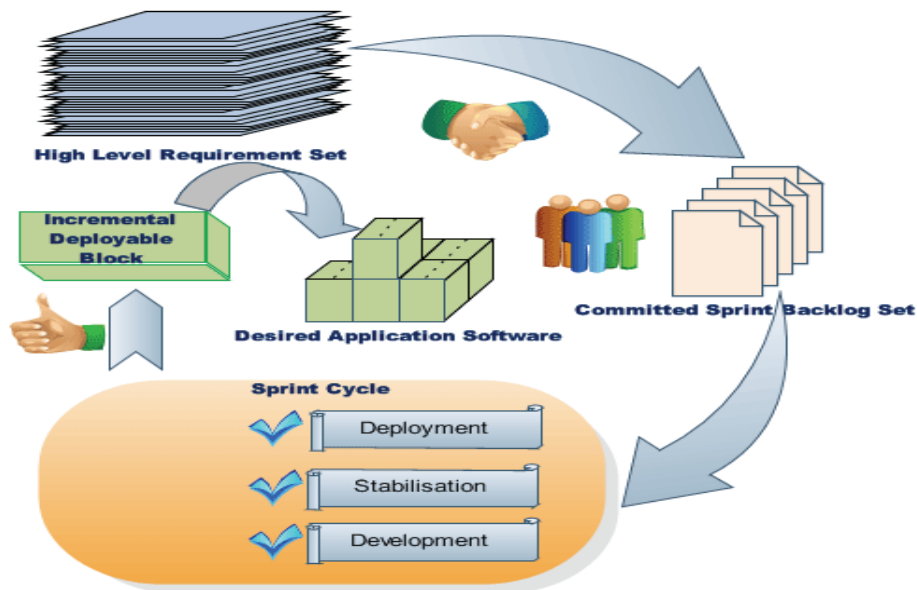 High Level Requirement Set
Incremental
Deployable
Block
Desired Application Software
Committed Sprint Backlog Set
Sprint Cycle
Deployment
Stabilisation
Development